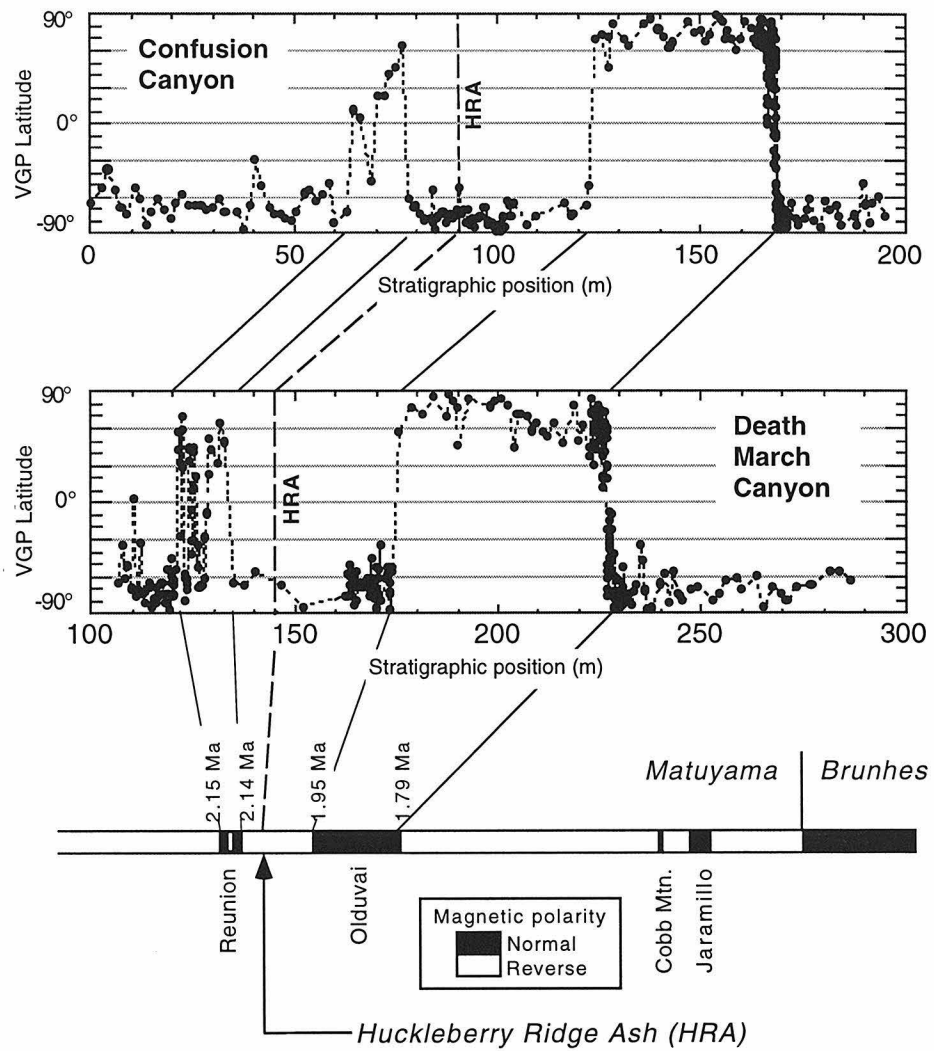 90°
Confusion
Canyon
HRA
VGP Latitude
0°
-90°
0
50
100
150
200
Stratigraphic position (m)
90°
Death
March
Canyon
HRA
VGP Latitude
0°
-90°
100
150
200
250
300
Stratigraphic position (m)
2.15 Ma
2.14 Ma
1.95 Ma
1.79 Ma
Matuyama
Brunhes
Reunion
Olduvai
Cobb Mtn.
Jaramillo
Magnetic polarity
Normal
Reverse
Huckleberry Ridge Ash (HRA)